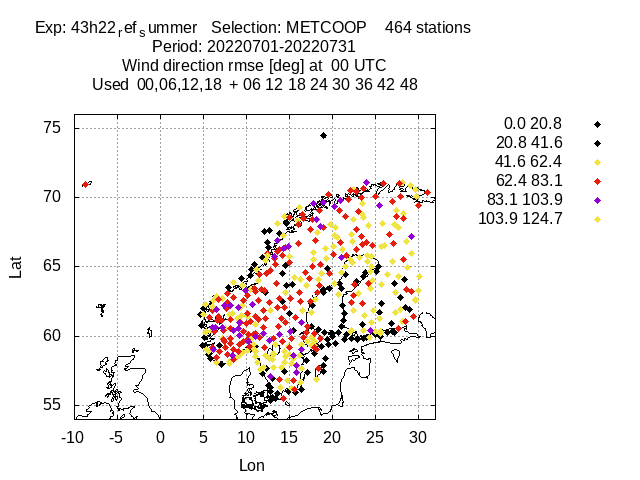 Exp: 43h22refsummer   Selection: METCOOP    464 stations
Period: 20220701-20220731
Wind direction rmse [deg] at  00 UTC
Used  00,06,12,18  + 06 12 18 24 30 36 42 48
75
70
65
60
55
Lat
-10 -5 0 5 10 15 20 25 30
Lon
0.0 20.8
20.8 41.6
41.6 62.4
62.4 83.1
83.1 103.9
103.9 124.7